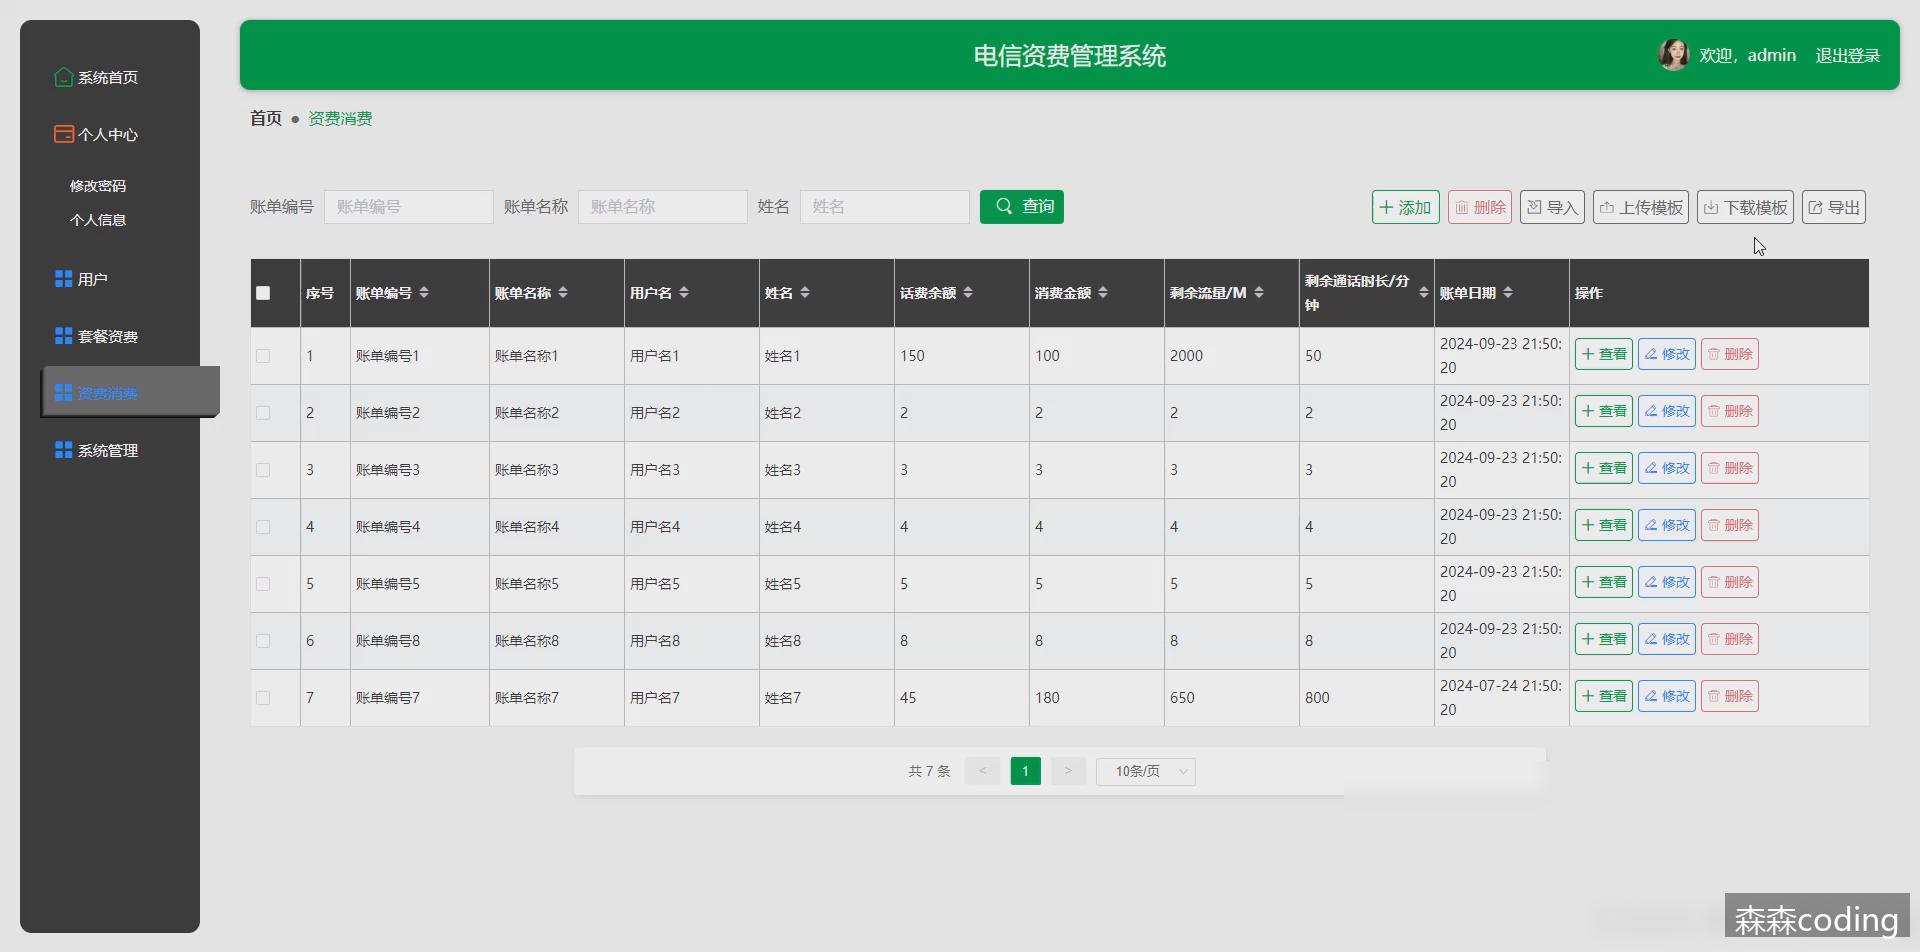 电信资费管理系统
欢迎，admin 退出登录
系统首页
个人中心
修改密码
个人信息
用户
套餐资费
资费消费
系统管理
首页 ● 资费消费
账单编号 账单编号 账单名称 账单名称 姓名 姓名 查询 添加 删除 导入 上传模板 下载模板 导出
序号 账单编号 账单名称 用户名 姓名 话费余额 消费金额 剩余流量/M 剩余通话时长/分钟 账单日期 操作
1 账单编号1 账单名称1 用户名1 姓名1 150 100 2000 50 2024-09-23 21:50:20 查看 修改 删除
2 账单编号2 账单名称2 用户名2 姓名2 2 2 2 2 2024-09-23 21:50:20 查看 修改 删除
3 账单编号3 账单名称3 用户名3 姓名3 3 3 3 3 2024-09-23 21:50:20 查看 修改 删除
4 账单编号4 账单名称4 用户名4 姓名4 4 4 4 4 2024-09-23 21:50:20 查看 修改 删除
5 账单编号5 账单名称5 用户名5 姓名5 5 5 5 5 2024-09-23 21:50:20 查看 修改 删除
6 账单编号8 账单名称8 用户名8 姓名8 8 8 8 8 2024-09-23 21:50:20 查看 修改 删除
7 账单编号7 账单名称7 用户名7 姓名7 45 180 650 800 2024-07-24 21:50:20 查看 修改 删除
共 7 条 < 1 > 10条/页
森森coding